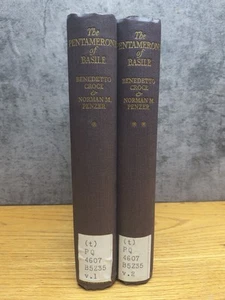 The
PENTAMERONE
of
BASILE
BENEDETTO
CROCE
&
NORMAN M.
PENZER
*
(t)
PQ
4607
B5Z35
v.1
The
PENTAMERONE
of
BASILE
BENEDETTO
CROCE
&
NORMAN M.
PENZER
* *
(t)
PQ
4607
B5Z35
v.2